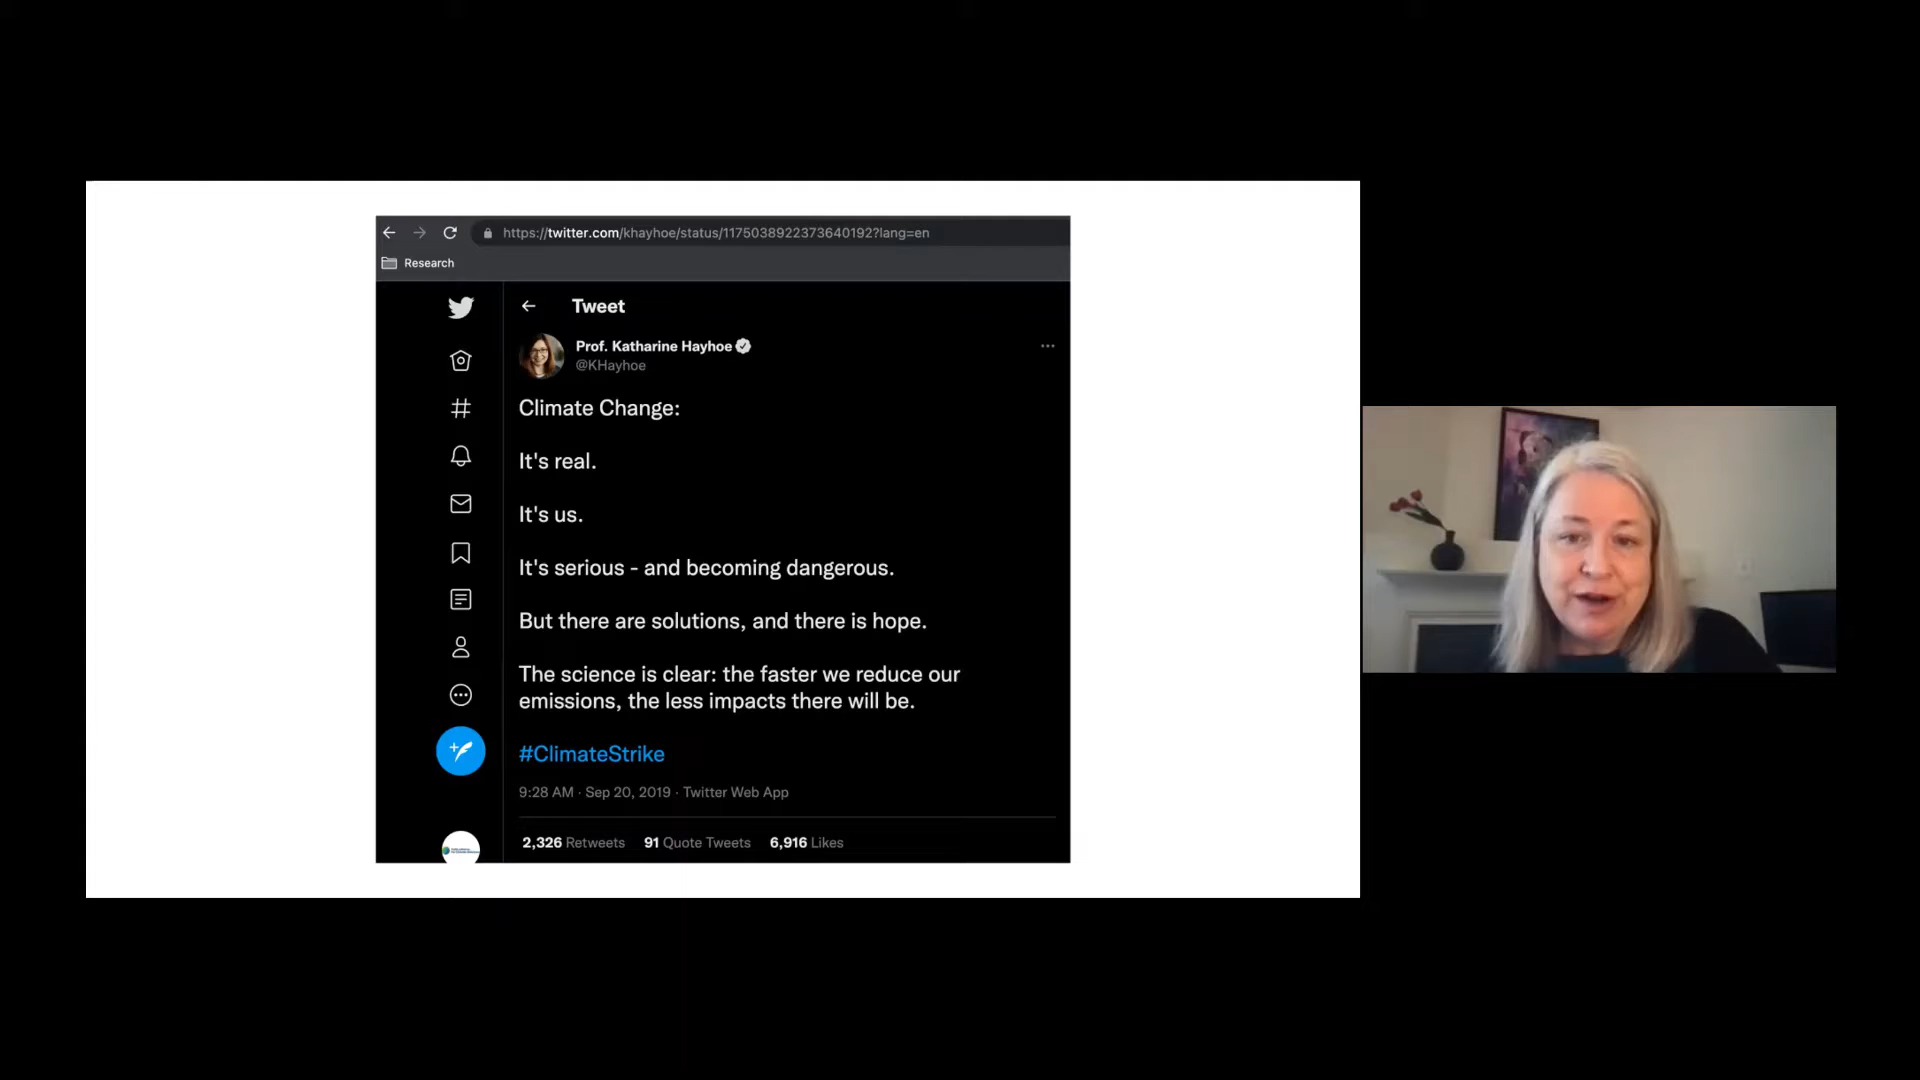 https://twitter.com/khayhoe/status/1175038922373640192?lang=en
Research
Tweet
Prof. Katharine Hayhoe
@KHayhoe
Climate Change:
It's real.
It's us.
It's serious - and becoming dangerous.
But there are solutions, and there is hope.
The science is clear: the faster we reduce our
emissions, the less impacts there will be.
#ClimateStrike
9:28 AM · Sep 20, 2019 · Twitter Web App
2,326 Retweets 91 Quote Tweets 6,916 Likes